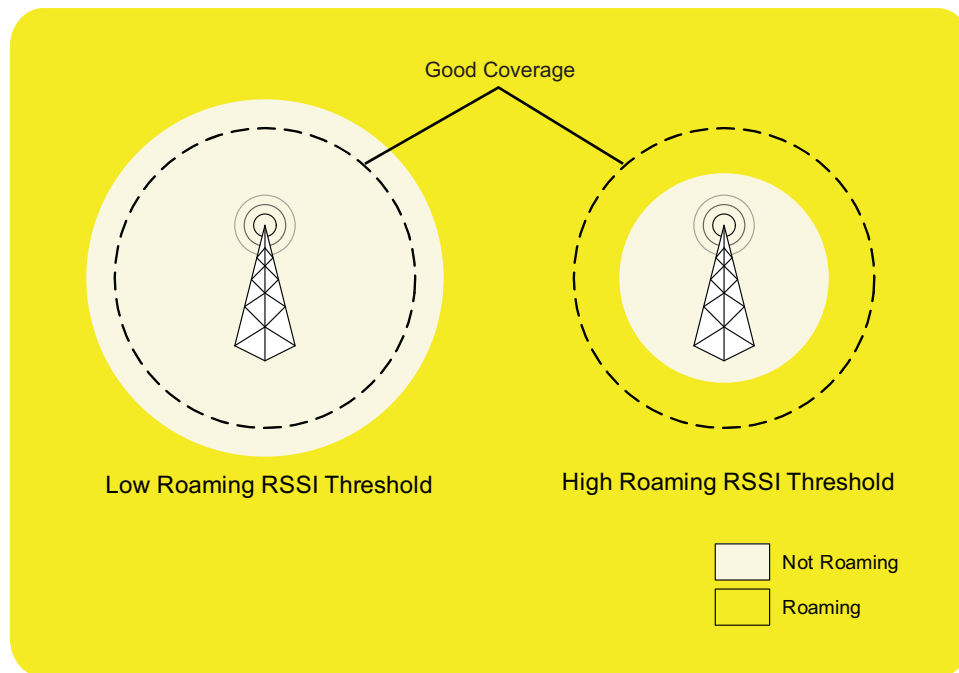 Good Coverage
Low Roaming RSSI Threshold
High Roaming RSSI Threshold
Not Roaming
Roaming